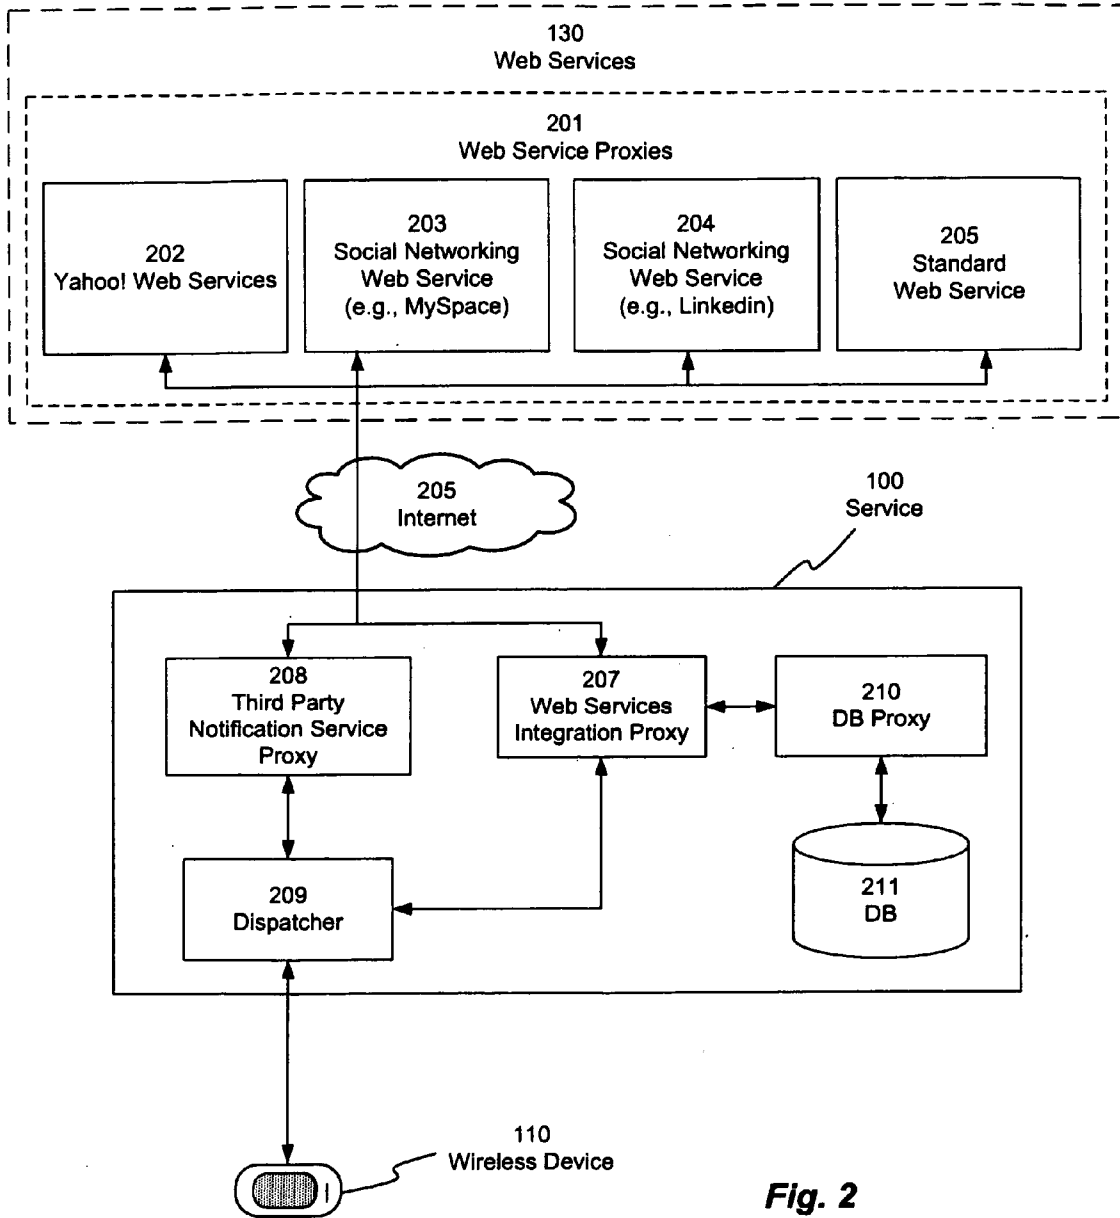 130
Web Services
201
Web Service Proxies
202
Yahoo! Web Services
203
Social Networking
Web Service
(e.g., MySpace)
204
Social Networking
Web Service
(e.g., Linkedin)
205
Standard
Web Service
205
Internet
100
Service
208
Third Party
Notification Service
Proxy
207
Web Services
Integration Proxy
210
DB Proxy
209
Dispatcher
211
DB
110
Wireless Device
Fig. 2